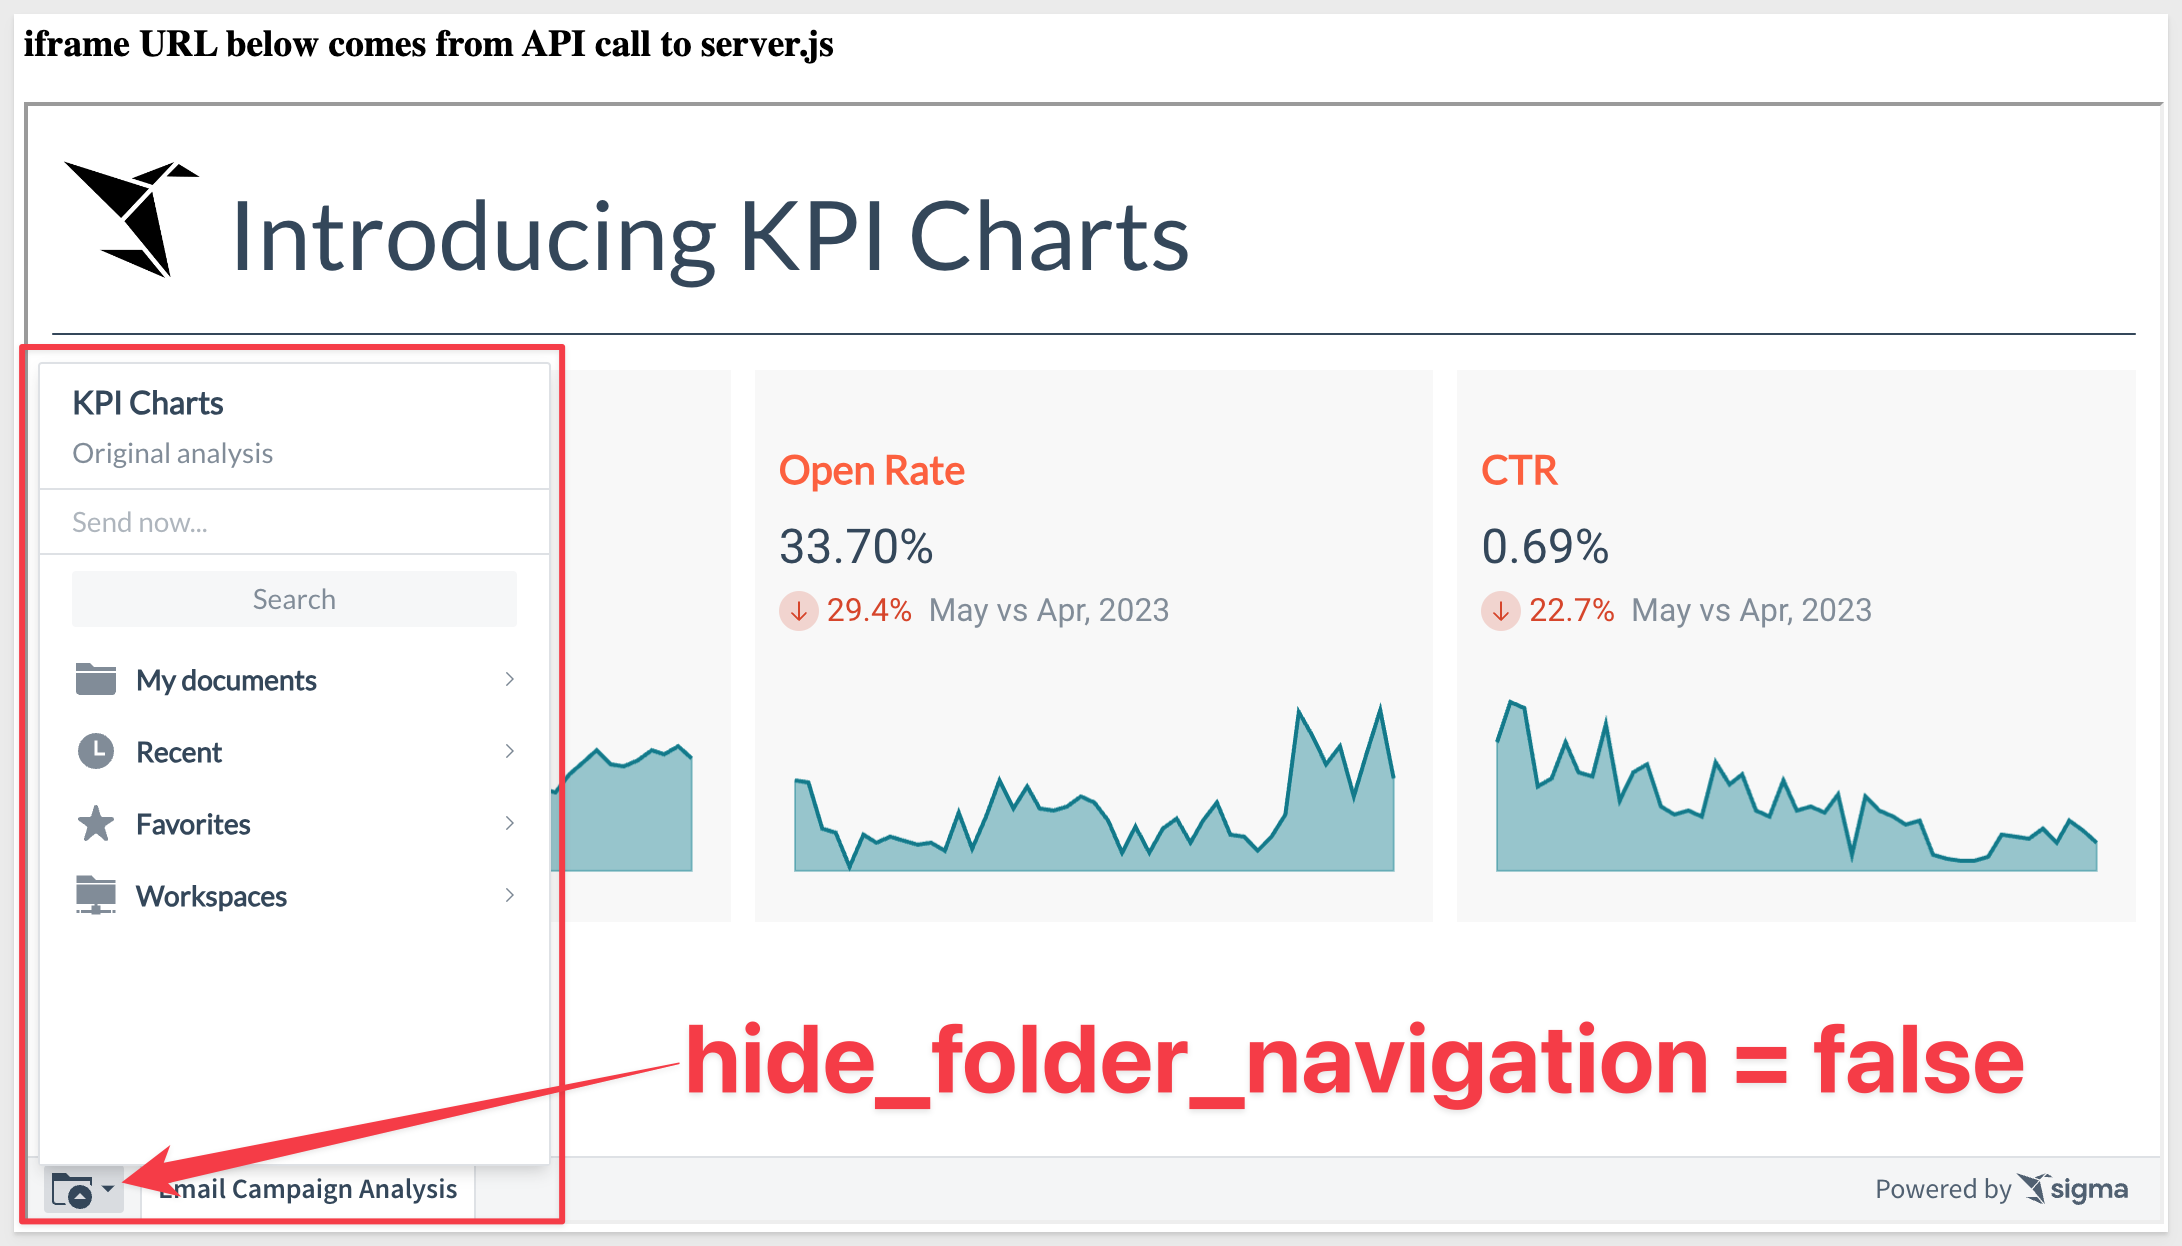 iframe URL below comes from API call to server.js
Introducing KPI Charts
KPI Charts
Original analysis
Send now...
Search
My documents
Recent
Favorites
Workspaces
Open Rate
33.70%
29.4% May vs Apr, 2023
CTR
0.69%
22.7% May vs Apr, 2023
hide_folder_navigation = false
Email Campaign Analysis
Powered by sigma